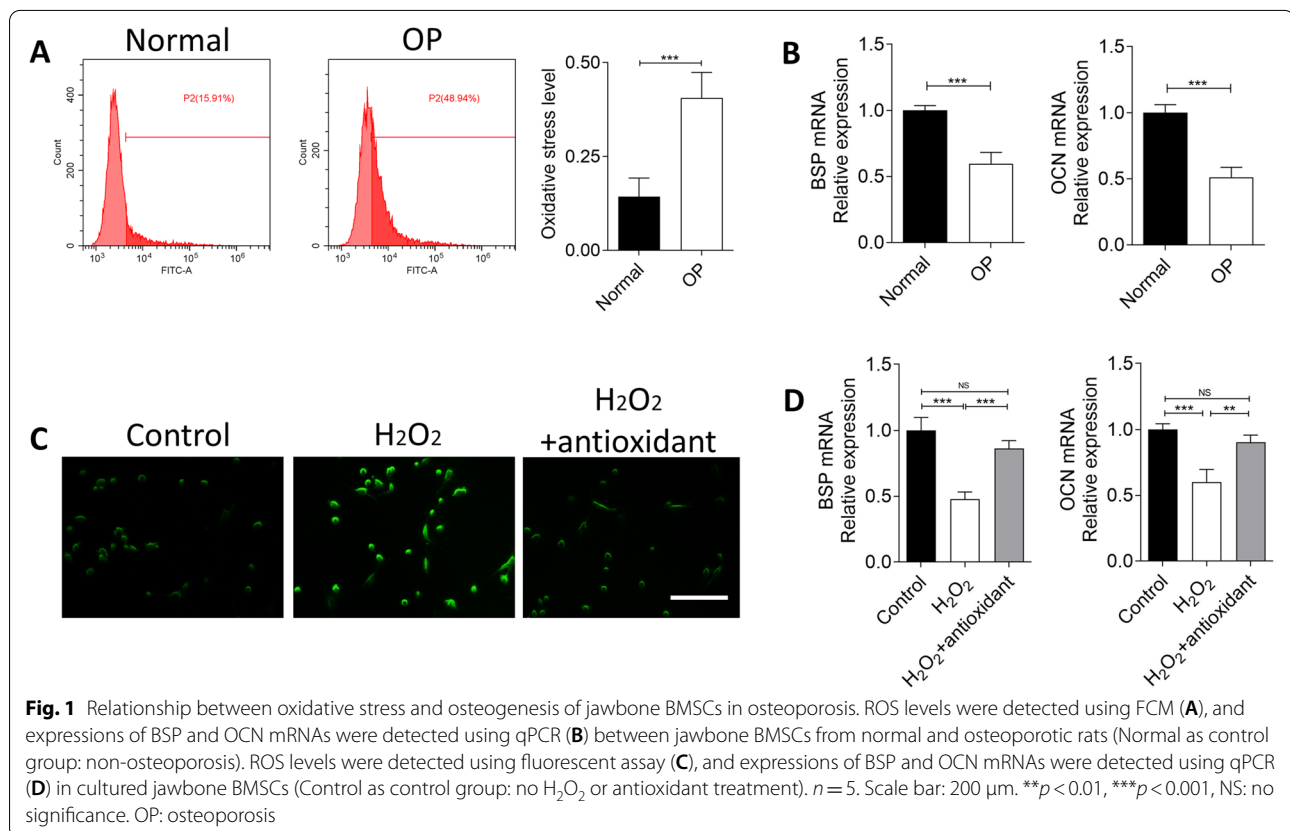 A
Normal
P2(15.91%)
Count
400
200
0
10³ 10⁴ 10⁵ 10⁶
FITC-A
OP
P2(48.94%)
Count
200
0
10³ 10⁴ 10⁵ 10⁶
FITC-A
Oxidative stress level
0.50
0.25
0.00
***
Normal
OP
B
BSP mRNA
Relative expression
1.5
1.0
0.5
0.0
***
Normal
OP
OCN mRNA
Relative expression
1.5
1.0
0.5
0.0
***
Normal
OP
C
Control
H₂O₂
H₂O₂
+antioxidant
D
BSP mRNA
Relative expression
1.5
1.0
0.5
0.0
NS
*** ***
Control
H₂O₂
H₂O₂+antioxidant
OCN mRNA
Relative expression
1.5
1.0
0.5
0.0
NS
*** **
Control
H₂O₂
H₂O₂+antioxidant
Fig. 1 Relationship between oxidative stress and osteogenesis of jawbone BMSCs in osteoporosis. ROS levels were detected using FCM (A), and
expressions of BSP and OCN mRNAs were detected using qPCR (B) between jawbone BMSCs from normal and osteoporotic rats (Normal as control
group: non-osteoporosis). ROS levels were detected using fluorescent assay (C), and expressions of BSP and OCN mRNAs were detected using qPCR
(D) in cultured jawbone BMSCs (Control as control group: no H₂O₂ or antioxidant treatment). n = 5. Scale bar: 200 μm. **p < 0.01, ***p < 0.001, NS: no
significance. OP: osteoporosis